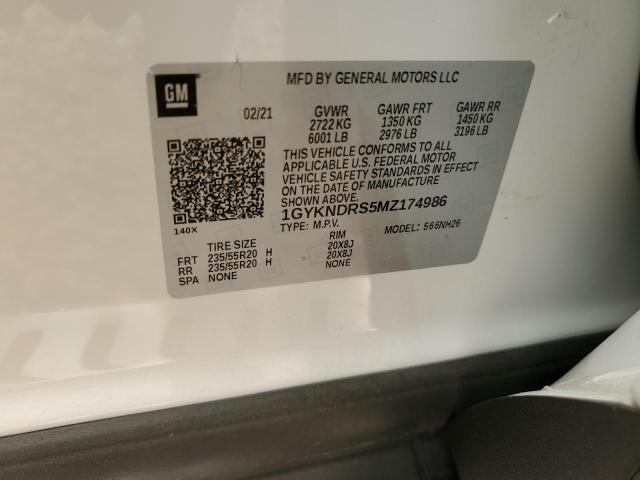 GM
MFD BY GENERAL MOTORS LLC
02/21 GVWR GAWR FRT GAWR RR
2722 KG 1350 KG 1450 KG
6001 LB 2976 LB 3196 LB
THIS VEHICLE CONFORMS TO ALL
APPLICABLE U.S. FEDERAL MOTOR
VEHICLE SAFETY STANDARDS IN EFFECT
ON THE DATE OF MANUFACTURE
SHOWN ABOVE.
1GYKNDRS5MZ174986
140X TYPE: M.P.V. MODEL: 566NH26
TIRE SIZE RIM
FRT 235/55R20 H 20X8J
RR 235/55R20 H 20X8J
SPA NONE NONE